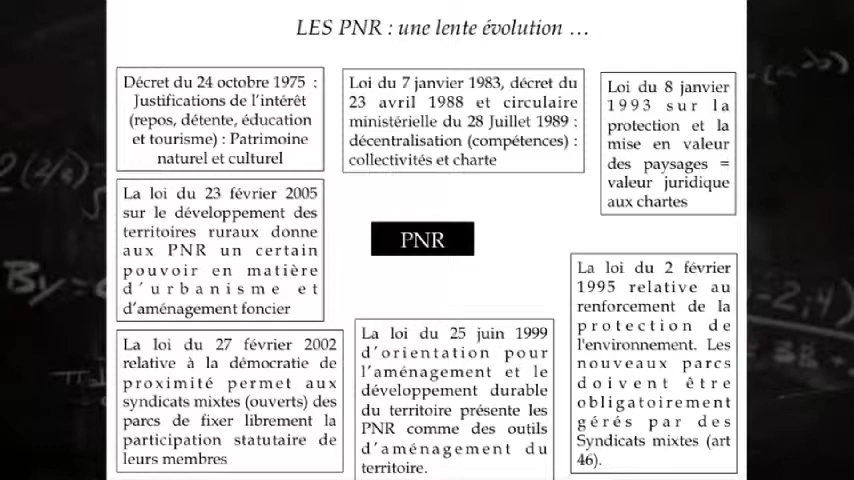 LES PNR : une lente évolution …
Décret du 24 octobre 1975 :
Justifications de l'intérêt
(repos, détente, éducation
et tourisme) : Patrimoine
naturel et culturel
Loi du 7 janvier 1983, décret du
23 avril 1988 et circulaire
ministérielle du 28 Juillet 1989 :
décentralisation (compétences) :
collectivités et charte
Loi du 8 janvier
1993 sur la
protection et la
mise en valeur
des paysages =
valeur juridique
aux chartes
La loi du 23 février 2005
sur le développement des
territoires ruraux donne
aux PNR un certain
pouvoir en matière
d'urbanisme et
d'aménagement foncier
PNR
La loi du 2 février
1995 relative au
renforcement de la
protection de
l'environnement. Les
nouveaux parcs
doivent être
obligatoirement
gérés par des
Syndicats mixtes (art
46).
La loi du 27 février 2002
relative à la démocratie de
proximité permet aux
syndicats mixtes (ouverts) des
parcs de fixer librement la
participation statutaire de
leurs membres
La loi du 25 juin 1999
d'orientation pour
l'aménagement et le
développement durable
du territoire présente les
PNR comme des outils
d'aménagement du
territoire.
By=